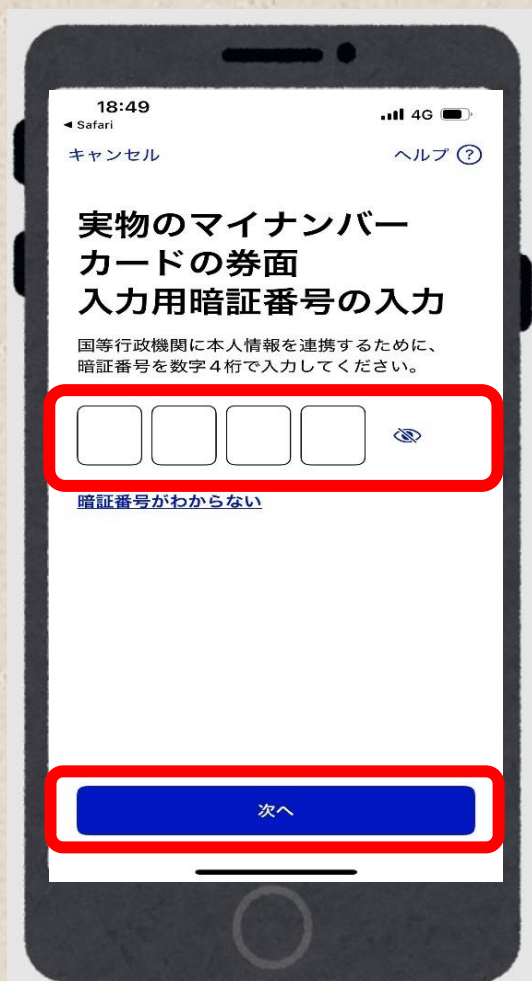 18:49
◀ Safari
4G
キャンセル
ヘルプ ?
実物のマイナンバー
カードの券面
入力用暗証番号の入力
国等行政機関に本人情報を連携するために、
暗証番号を数字４桁で入力してください。
暗証番号がわからない
次へ